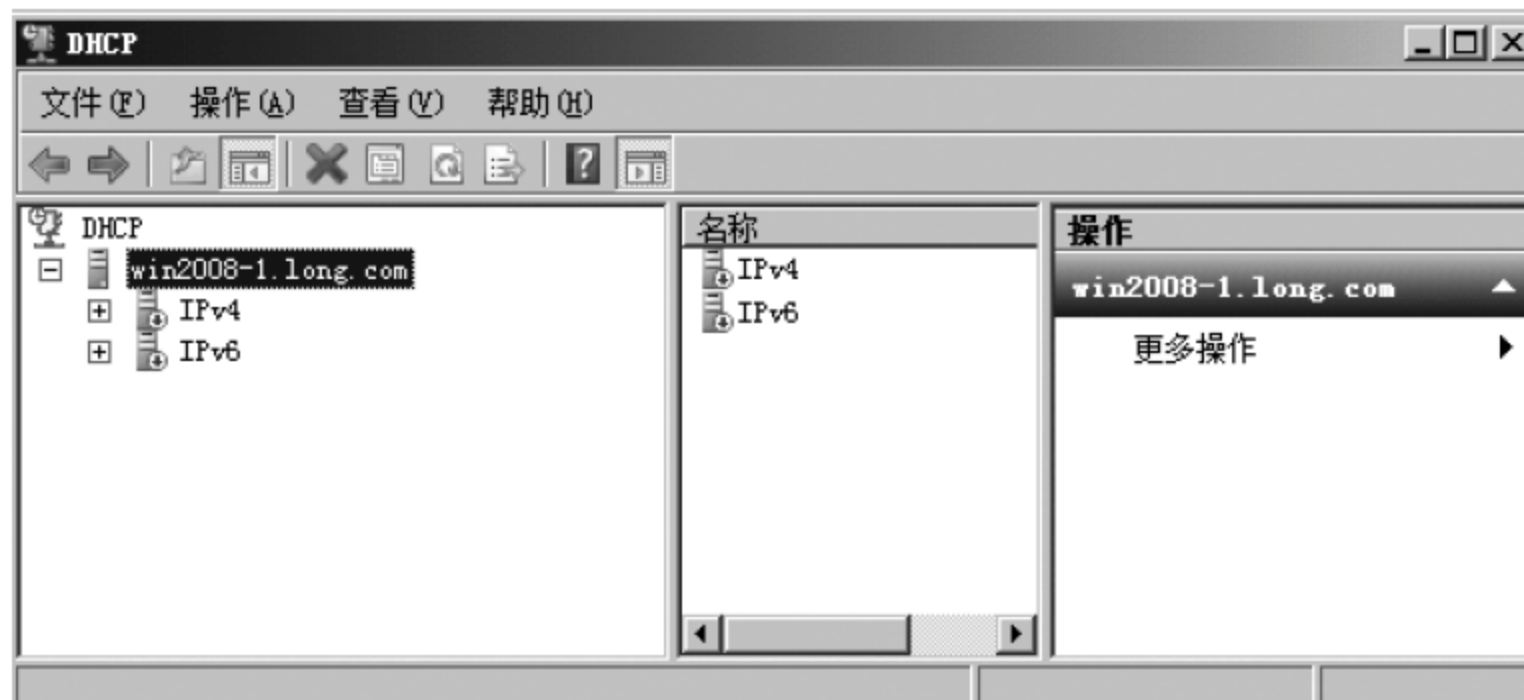 DHCP
文件(F) 操作(A) 查看(V) 帮助(H)
DHCP
win2008-1.long.com
IPv4
IPv6
名称
IPv4
IPv6
操作
win2008-1.long.com
更多操作